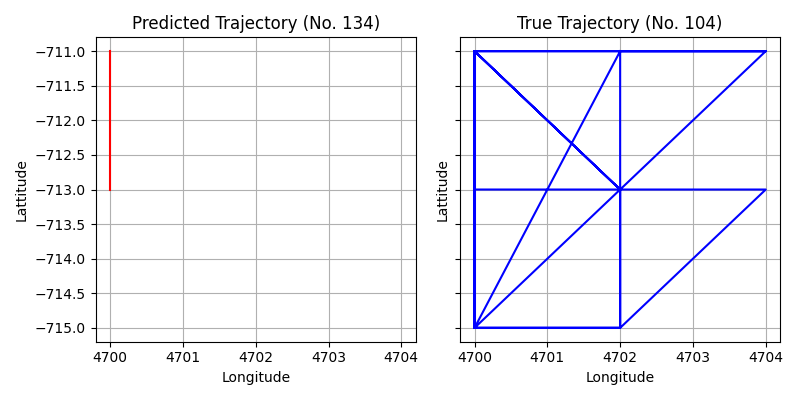 Predicted Trajectory (No. 134)
True Trajectory (No. 104)
−711.0
−711.5
−712.0
−712.5
−713.0
−713.5
−714.0
−714.5
−715.0
Lattitude
Lattitude
4700 4701 4702 4703 4704
4700 4701 4702 4703 4704
Longitude
Longitude